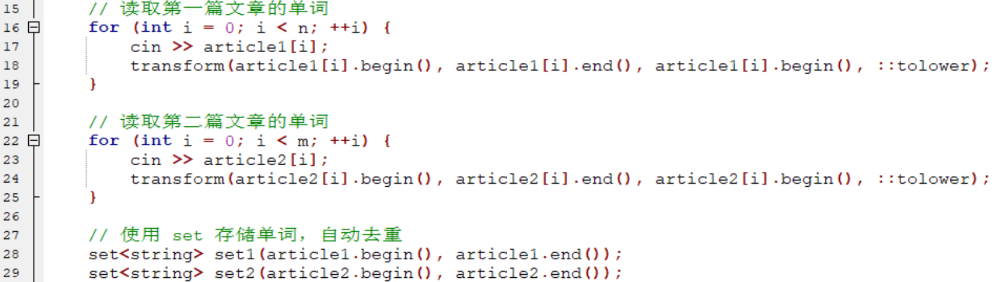 15 // 读取第一篇文章的单词
16 for (int i = 0; i < n; ++i) {
17 cin >> article1[i];
18 transform(article1[i].begin(), article1[i].end(), article1[i].begin(), ::tolower);
19 }
20
21 // 读取第二篇文章的单词
22 for (int i = 0; i < m; ++i) {
23 cin >> article2[i];
24 transform(article2[i].begin(), article2[i].end(), article2[i].begin(), ::tolower);
25 }
26
27 // 使用 set 存储单词，自动去重
28 set<string> set1(article1.begin(), article1.end());
29 set<string> set2(article2.begin(), article2.end());